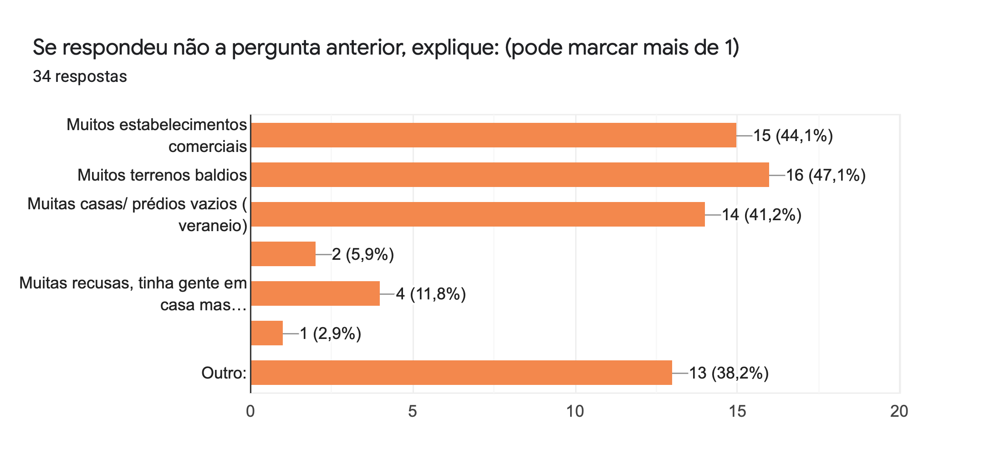 Se respondeu não a pergunta anterior, explique: (pode marcar mais de 1)
34 respostas
Muitos estabelecimentos
comerciais
15 (44,1%)
Muitos terrenos baldios
16 (47,1%)
Muitas casas/ prédios vazios (
veraneio)
14 (41,2%)
2 (5,9%)
Muitas recusas, tinha gente em
casa mas…
4 (11,8%)
1 (2,9%)
Outro:
13 (38,2%)
0 5 10 15 20